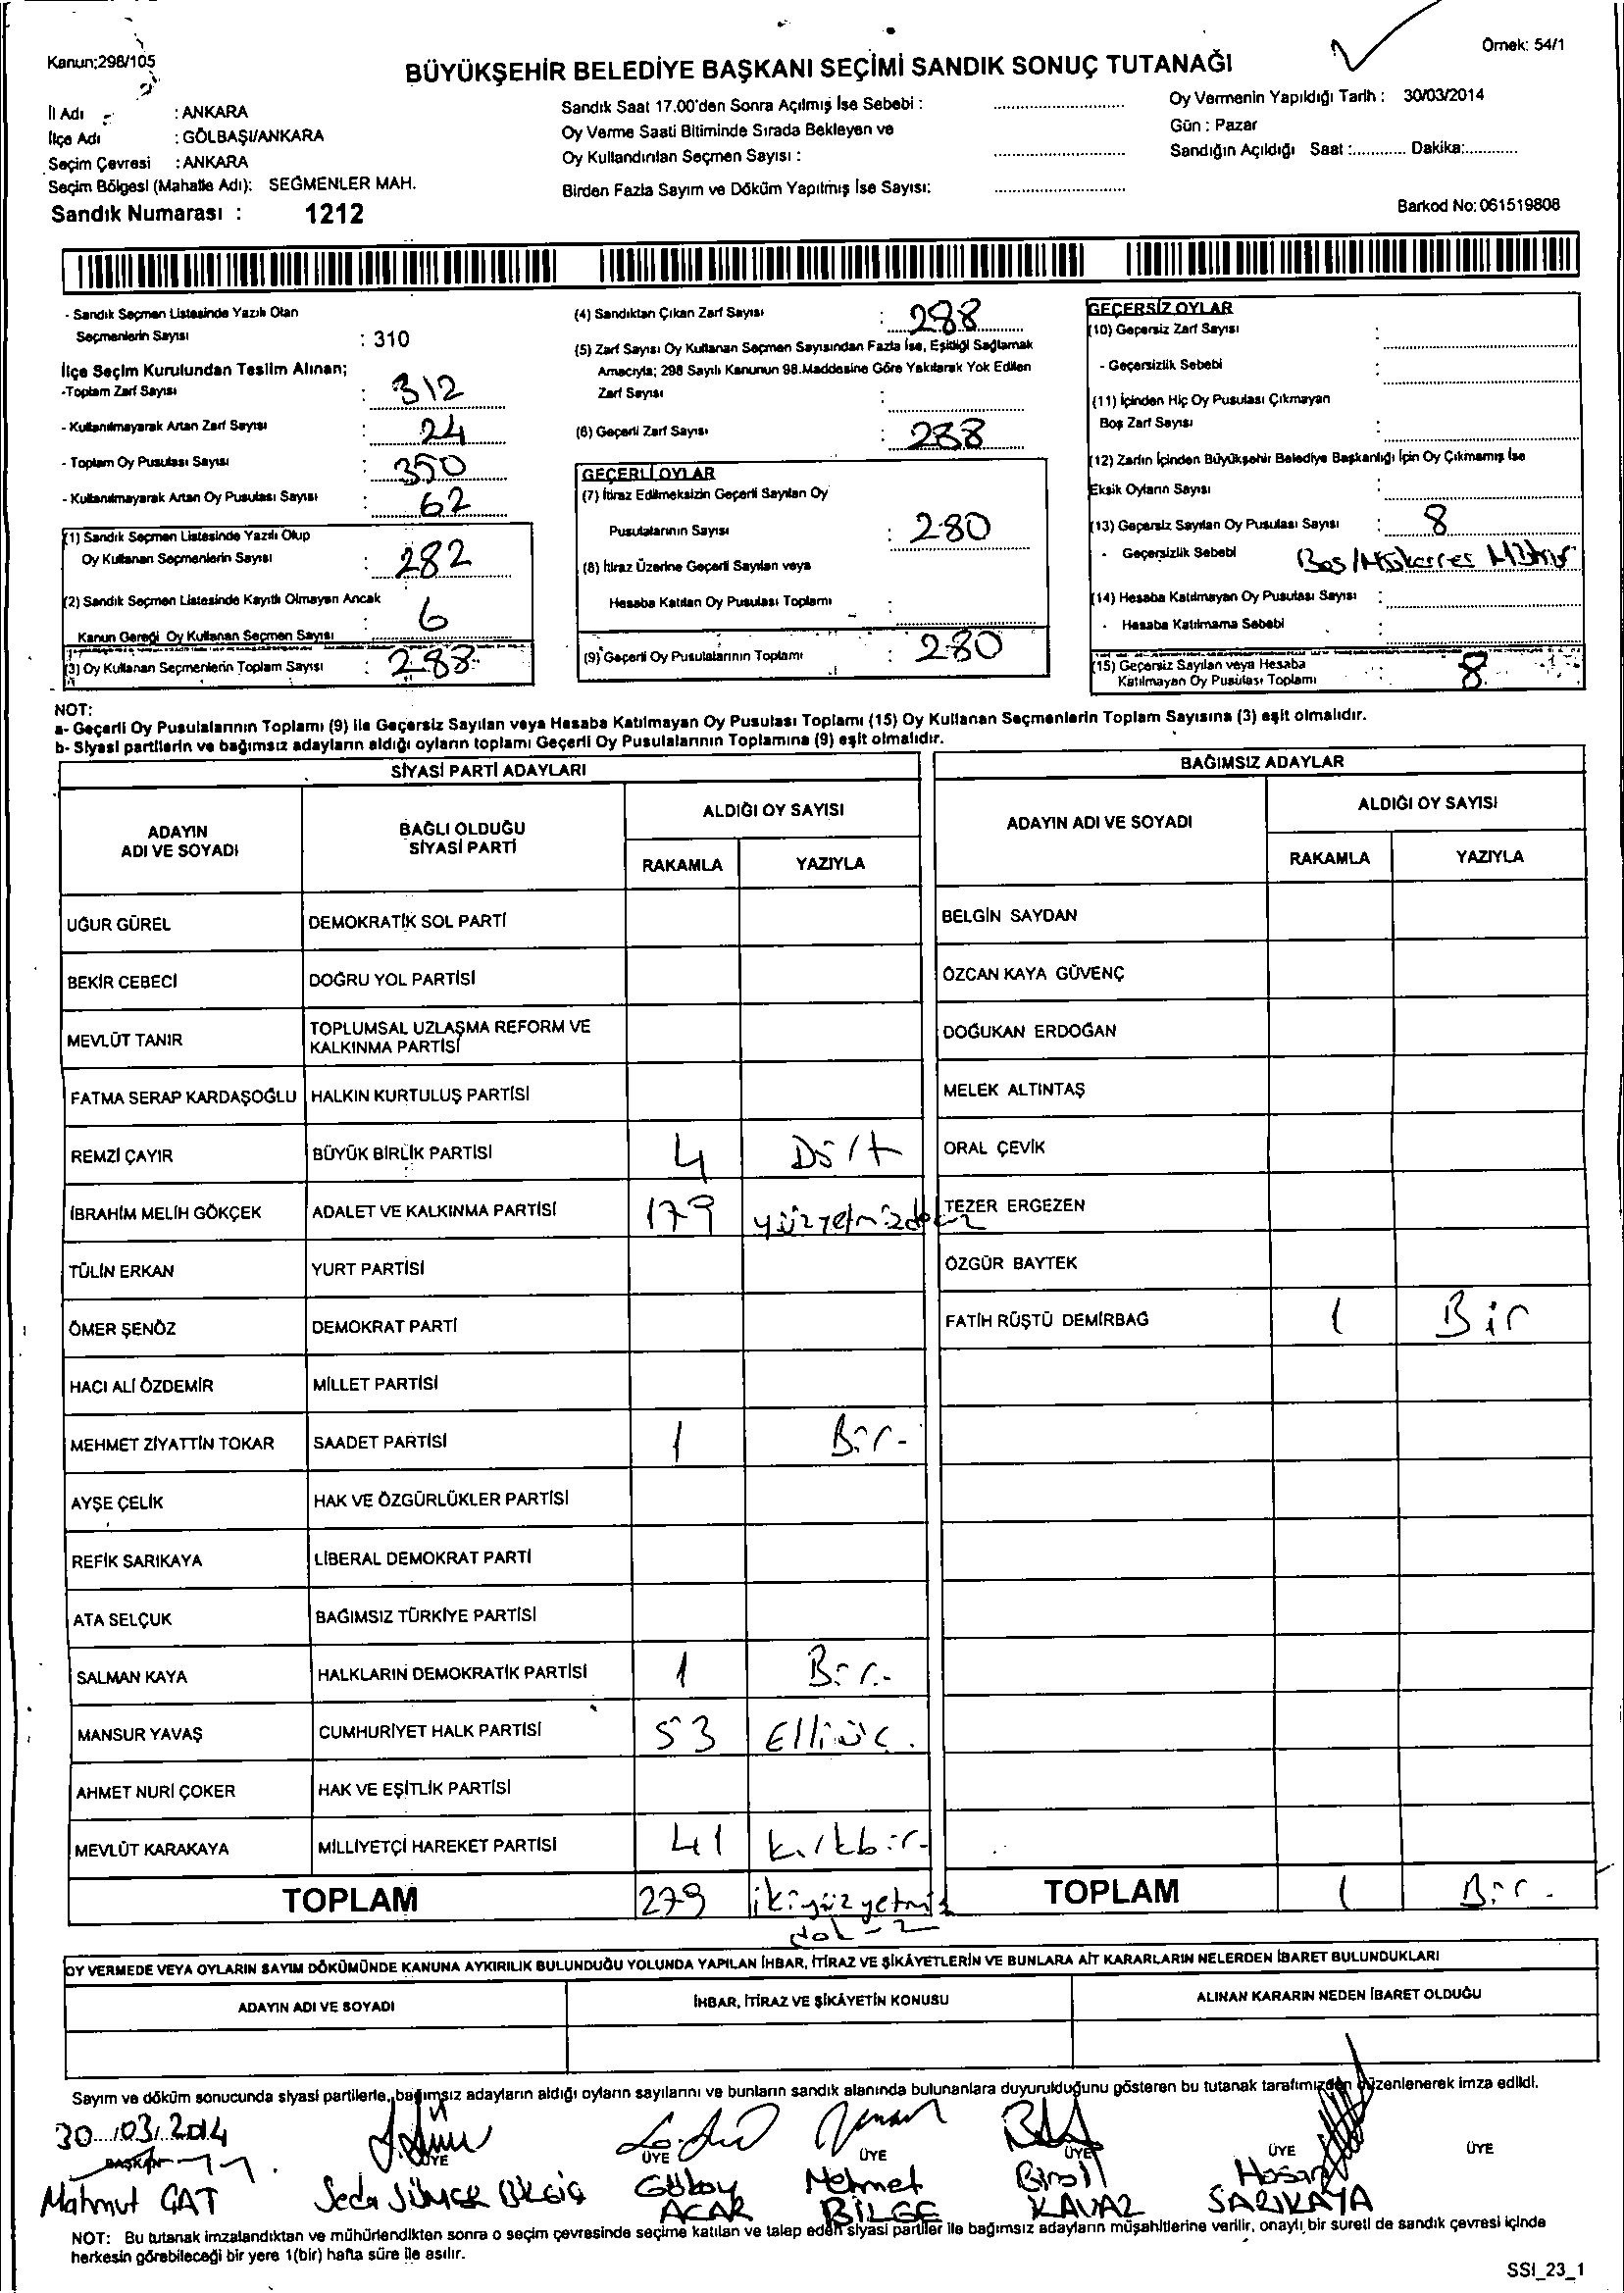 Kanun;298/105
BÜYÜKŞEHİR BELEDİYE BAŞKANI SEÇİMİ SANDIK SONUÇ TUTANAĞI
Örnek: 54/1
İl Adı : ANKARA
İlçe Adı : GÖLBAŞI/ANKARA
Seçim Çevresi : ANKARA
Seçim Bölgesi (Mahalle Adı): SEĞMENLER MAH.
Sandık Numarası : 1212
Sandık Saat 17.00'den Sonra Açılmış İse Sebebi :
Oy Verme Saati Bitiminde Sırada Bekleyen ve
Oy Kullandırılan Seçmen Sayısı :
Birden Fazla Sayım ve Döküm Yapılmış İse Sayısı:
Oy Vermenin Yapıldığı Tarih : 30/03/2014
Gün : Pazar
Sandığın Açıldığı Saat :............ Dakika:............
Barkod No: 061519808
- Sandık Seçmen Listesinde Yazılı Olan
Seçmenlerin Sayısı : 310
İlçe Seçim Kurulundan Teslim Alınan;
-Toplam Zarf Sayısı : 312
- Kullanılmayarak Artan Zarf Sayısı : 24
- Toplam Oy Pusulası Sayısı : 350
- Kullanılmayarak Artan Oy Pusulası Sayısı : 62
(1) Sandık Seçmen Listesinde Yazılı Olup
Oy Kullanan Seçmenlerin Sayısı : 282
(2) Sandık Seçmen Listesinde Kayıtlı Olmayan Ancak
Kanun Gereği Oy Kullanan Seçmen Sayısı : 6
(3) Oy Kullanan Seçmenlerin Toplam Sayısı : 288
(4) Sandıktan Çıkan Zarf Sayısı : 288
(5) Zarf Sayısı Oy Kullanan Seçmen Sayısından Fazla İse, Eşitliği Sağlamak
Amacıyla; 298 Sayılı Kanunun 98.Maddesine Göre Yakılarak Yok Edilen
Zarf Sayısı :
(6) Geçerli Zarf Sayısı : 288
GEÇERLİ OYLAR
(7) İtiraz Edilmeksizin Geçerli Sayılan Oy
Pusulalarının Sayısı : 280
(8) İtiraz Üzerine Geçerli Sayılan veya
Hesaba Katılan Oy Pusulası Toplamı :
(9) Geçerli Oy Pusulalarının Toplamı : 280
GEÇERSİZ OYLAR
(10) Geçersiz Zarf Sayısı :
- Geçersizlik Sebebi :
(11) İçinden Hiç Oy Pusulası Çıkmayan
Boş Zarf Sayısı :
(12) Zarfın İçinden Büyükşehir Belediye Başkanlığı İçin Oy Çıkmamış İse
Eksik Oyların Sayısı :
(13) Geçersiz Sayılan Oy Pusulası Sayısı : 8
- Geçersizlik Sebebi Boş/Mükerres Mühür
(14) Hesaba Katılmayan Oy Pusulası Sayısı :
- Hesaba Katılmama Sebebi :
(15) Geçersiz Sayılan veya Hesaba
Katılmayan Oy Pusulası Toplamı : 8
NOT:
a- Geçerli Oy Pusulalarının Toplamı (9) ile Geçersiz Sayılan veya Hesaba Katılmayan Oy Pusulası Toplamı (15) Oy Kullanan Seçmenlerin Toplam Sayısına (3) eşit olmalıdır.
b- Siyasi partilerin ve bağımsız adayların aldığı oyların toplamı Geçerli Oy Pusulalarının Toplamına (9) eşit olmalıdır.
SİYASİ PARTİ ADAYLARI
ADAYIN ADI VE SOYADI
BAĞLI OLDUĞU SİYASİ PARTİ
ALDIĞI OY SAYISI
RAKAMLA YAZIYLA
UĞUR GÜREL DEMOKRATİK SOL PARTİ
BEKİR CEBECİ DOĞRU YOL PARTİSİ
MEVLÜT TANIR TOPLUMSAL UZLAŞMA REFORM VE
KALKINMA PARTİSİ
FATMA SERAP KARDAŞOĞLU HALKIN KURTULUŞ PARTİSİ
REMZİ ÇAYIR BÜYÜK BİRLİK PARTİSİ 4 Dört
İBRAHİM MELİH GÖKÇEK ADALET VE KALKINMA PARTİSİ 179 yüzyetmizdokuz
TÜLİN ERKAN YURT PARTİSİ
ÖMER ŞENÖZ DEMOKRAT PARTİ
HACI ALİ ÖZDEMİR MİLLET PARTİSİ
MEHMET ZİYATTİN TOKAR SAADET PARTİSİ 1 Bir-
AYŞE ÇELİK HAK VE ÖZGÜRLÜKLER PARTİSİ
REFİK SARIKAYA LİBERAL DEMOKRAT PARTİ
ATA SELÇUK BAĞIMSIZ TÜRKİYE PARTİSİ
SALMAN KAYA HALKLARIN DEMOKRATİK PARTİSİ 1 Bir.-
MANSUR YAVAŞ CUMHURİYET HALK PARTİSİ 53 Elliüç.
AHMET NURİ ÇOKER HAK VE EŞİTLİK PARTİSİ
MEVLÜT KARAKAYA MİLLİYETÇİ HAREKET PARTİSİ 41 kırkbir-
TOPLAM 279 ikiyüzyetmiş
BAĞIMSIZ ADAYLAR
ADAYIN ADI VE SOYADI
ALDIĞI OY SAYISI
RAKAMLA YAZIYLA
BELGİN SAYDAN
ÖZCAN KAYA GÜVENÇ
DOĞUKAN ERDOĞAN
MELEK ALTINTAŞ
ORAL ÇEVİK
TEZER ERGEZEN
ÖZGÜR BAYTEK
FATİH RÜŞTÜ DEMİRBAĞ 1 Bir
TOPLAM 1 Bir.
OY VERMEDE VEYA OYLARIN SAYIM DÖKÜMÜNDE KANUNA AYKIRILIK BULUNDUĞU YOLUNDA YAPILAN İHBAR, İTİRAZ VE ŞİKÂYETLERİN VE BUNLARA AİT KARARLARIN NELERDEN İBARET BULUNDUKLARI
ADAYIN ADI VE SOYADI İHBAR, İTİRAZ VE ŞİKÂYETİN KONUSU ALINAN KARARIN NEDEN İBARET OLDUĞU
Sayım ve döküm sonucunda siyasi partilerle, bağımsız adayların aldığı oyların sayılarını ve bunların sandık alanında bulunanlara duyurulduğunu gösteren bu tutanak tarafımızdan düzenlenerek imza edildi.
30/03/2014
BAŞKAN ÜYE ÜYE ÜYE ÜYE ÜYE ÜYE
Mahmut ÇAT Seda BİLGİÇ Gökay ACAR Mehmet BİLGE Birol KAVAZ Hasan SARIKAYA
NOT: Bu tutanak imzalandıktan ve mühürlendikten sonra o seçim çevresinde seçime katılan ve talep eden siyasi partiler ile bağımsız adayların müşahitlerine verilir, onaylı bir sureti de sandık çevresi içinde
herkesin görebileceği bir yere 1(bir) hafta süre ile asılır.
SSI_23_1